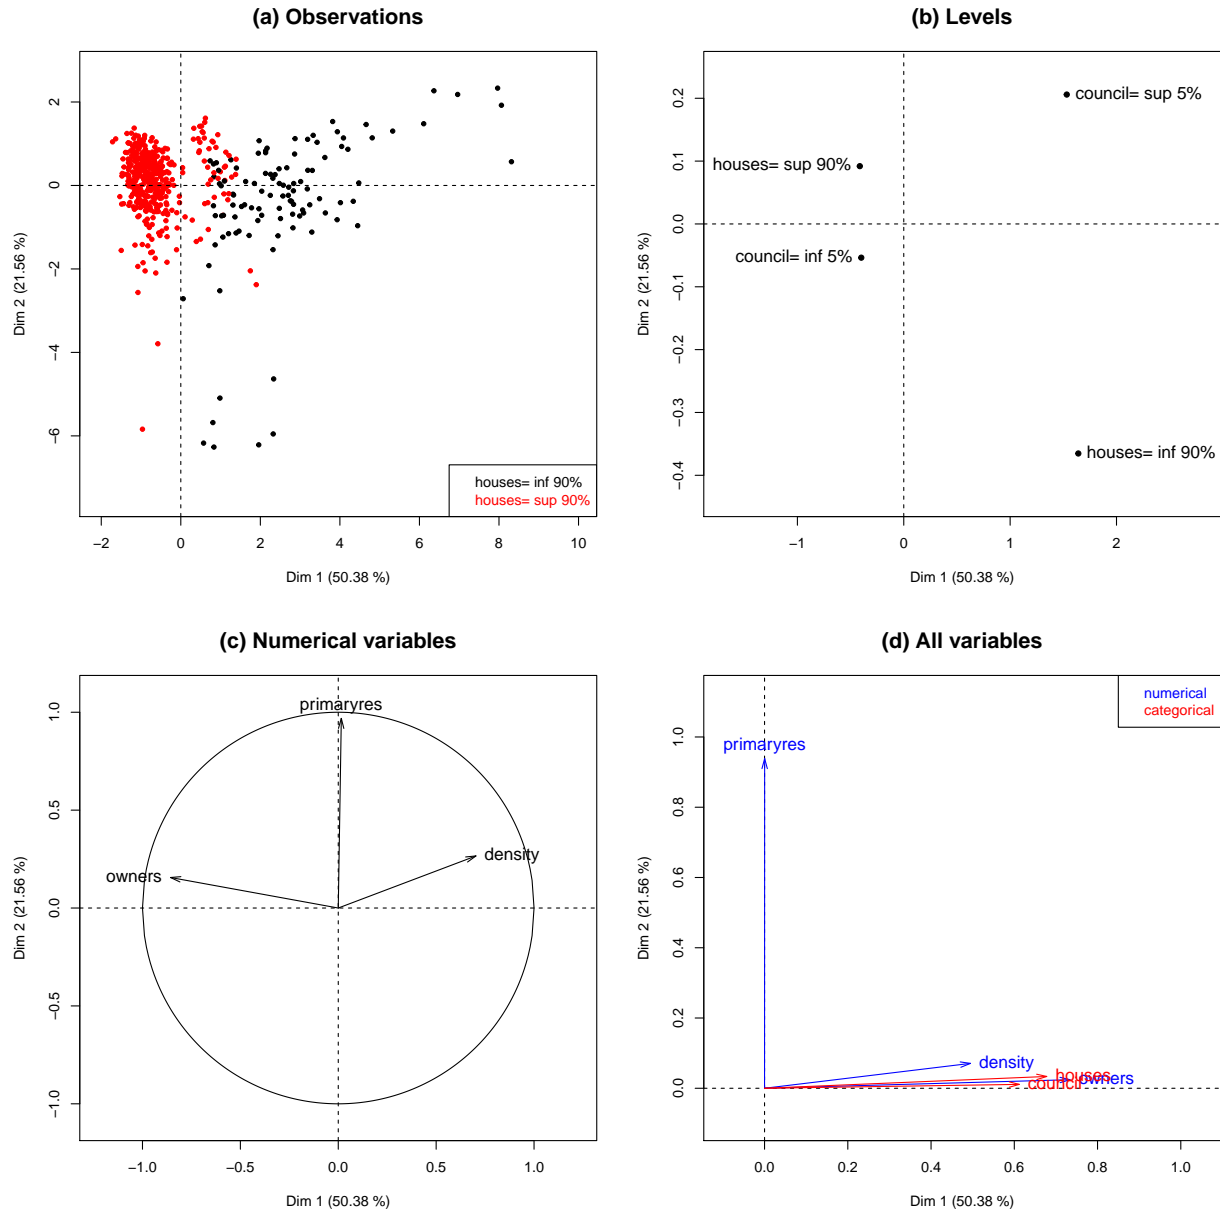 (a) Observations
2
0
−2
−4
−6
Dim 2 (21.56 %)
houses= inf 90%
houses= sup 90%
−2 0 2 4 6 8 10
Dim 1 (50.38 %)
(b) Levels
0.2
0.1
0.0
−0.1
−0.2
−0.3
−0.4
Dim 2 (21.56 %)
council= sup 5%
houses= sup 90%
council= inf 5%
houses= inf 90%
−1 0 1 2
Dim 1 (50.38 %)
(c) Numerical variables
1.0
0.5
0.0
−0.5
−1.0
Dim 2 (21.56 %)
primaryres
density
owners
−1.0 −0.5 0.0 0.5 1.0
Dim 1 (50.38 %)
(d) All variables
numerical
categorical
1.0
0.8
0.6
0.4
0.2
0.0
Dim 2 (21.56 %)
primaryres
density
houses
owners
council
0.0 0.2 0.4 0.6 0.8 1.0
Dim 1 (50.38 %)